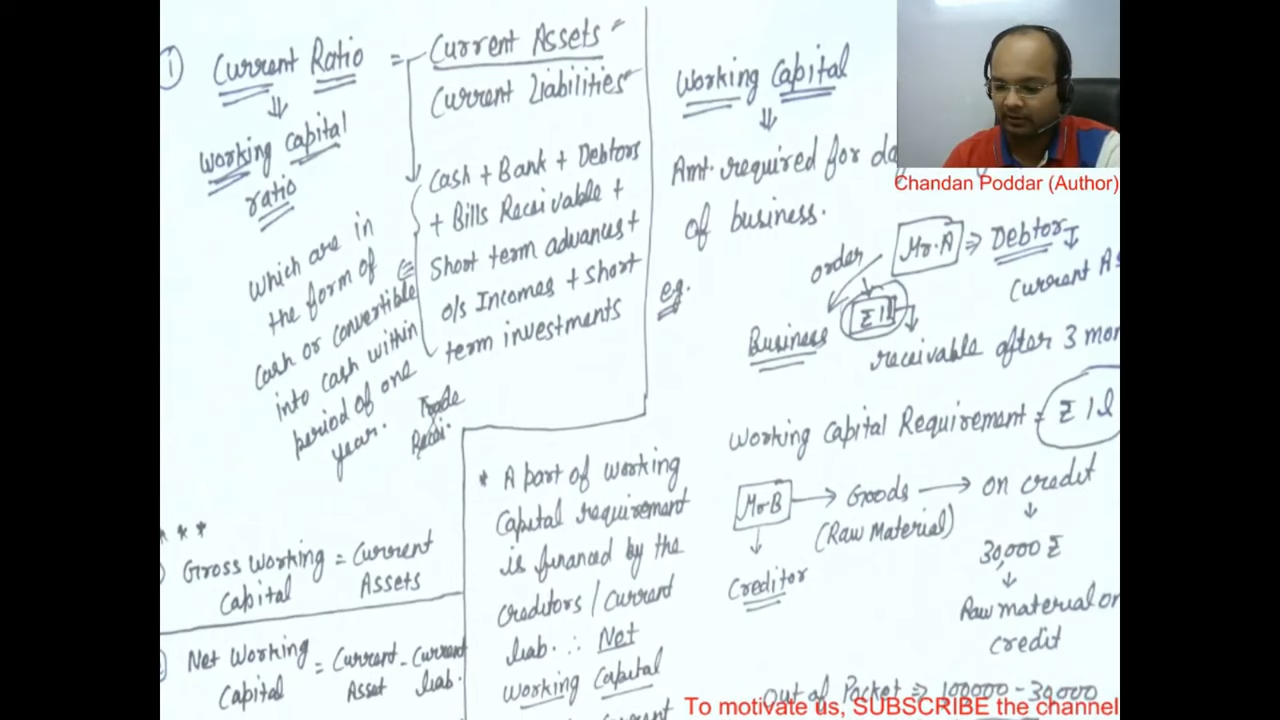 1 Current Ratio = Current Assets
Current Liabilities
Working Capital
ratio
Cash + Bank + Debtors
+ Bills Receivable +
Short term advances +
o/s Incomes + short
term investments
which are in
the form of
cash or convertible
into cash within
period of one
year.
Trade
* * *
Gross Working = Current
Capital Assets
Net Working = Current - Current
Capital Asset Liab.
* A part of working
Capital requirement
is financed by the
creditors / current
liab. ∴ Net
working Capital
Working Capital
Amt. required for
of business.
eg.
order Mr. A ⇒ Debtor
Current
₹ 1l
Business
receivable after 3
Working Capital Requirement = ₹ 1l
Mr. B → Goods → on credit
(Raw Material)
Creditor
30,000 ₹
Raw material on
credit
out of Pocket ⇒ 100000 - 30000
Chandan Poddar (Author)
To motivate us, SUBSCRIBE the channel